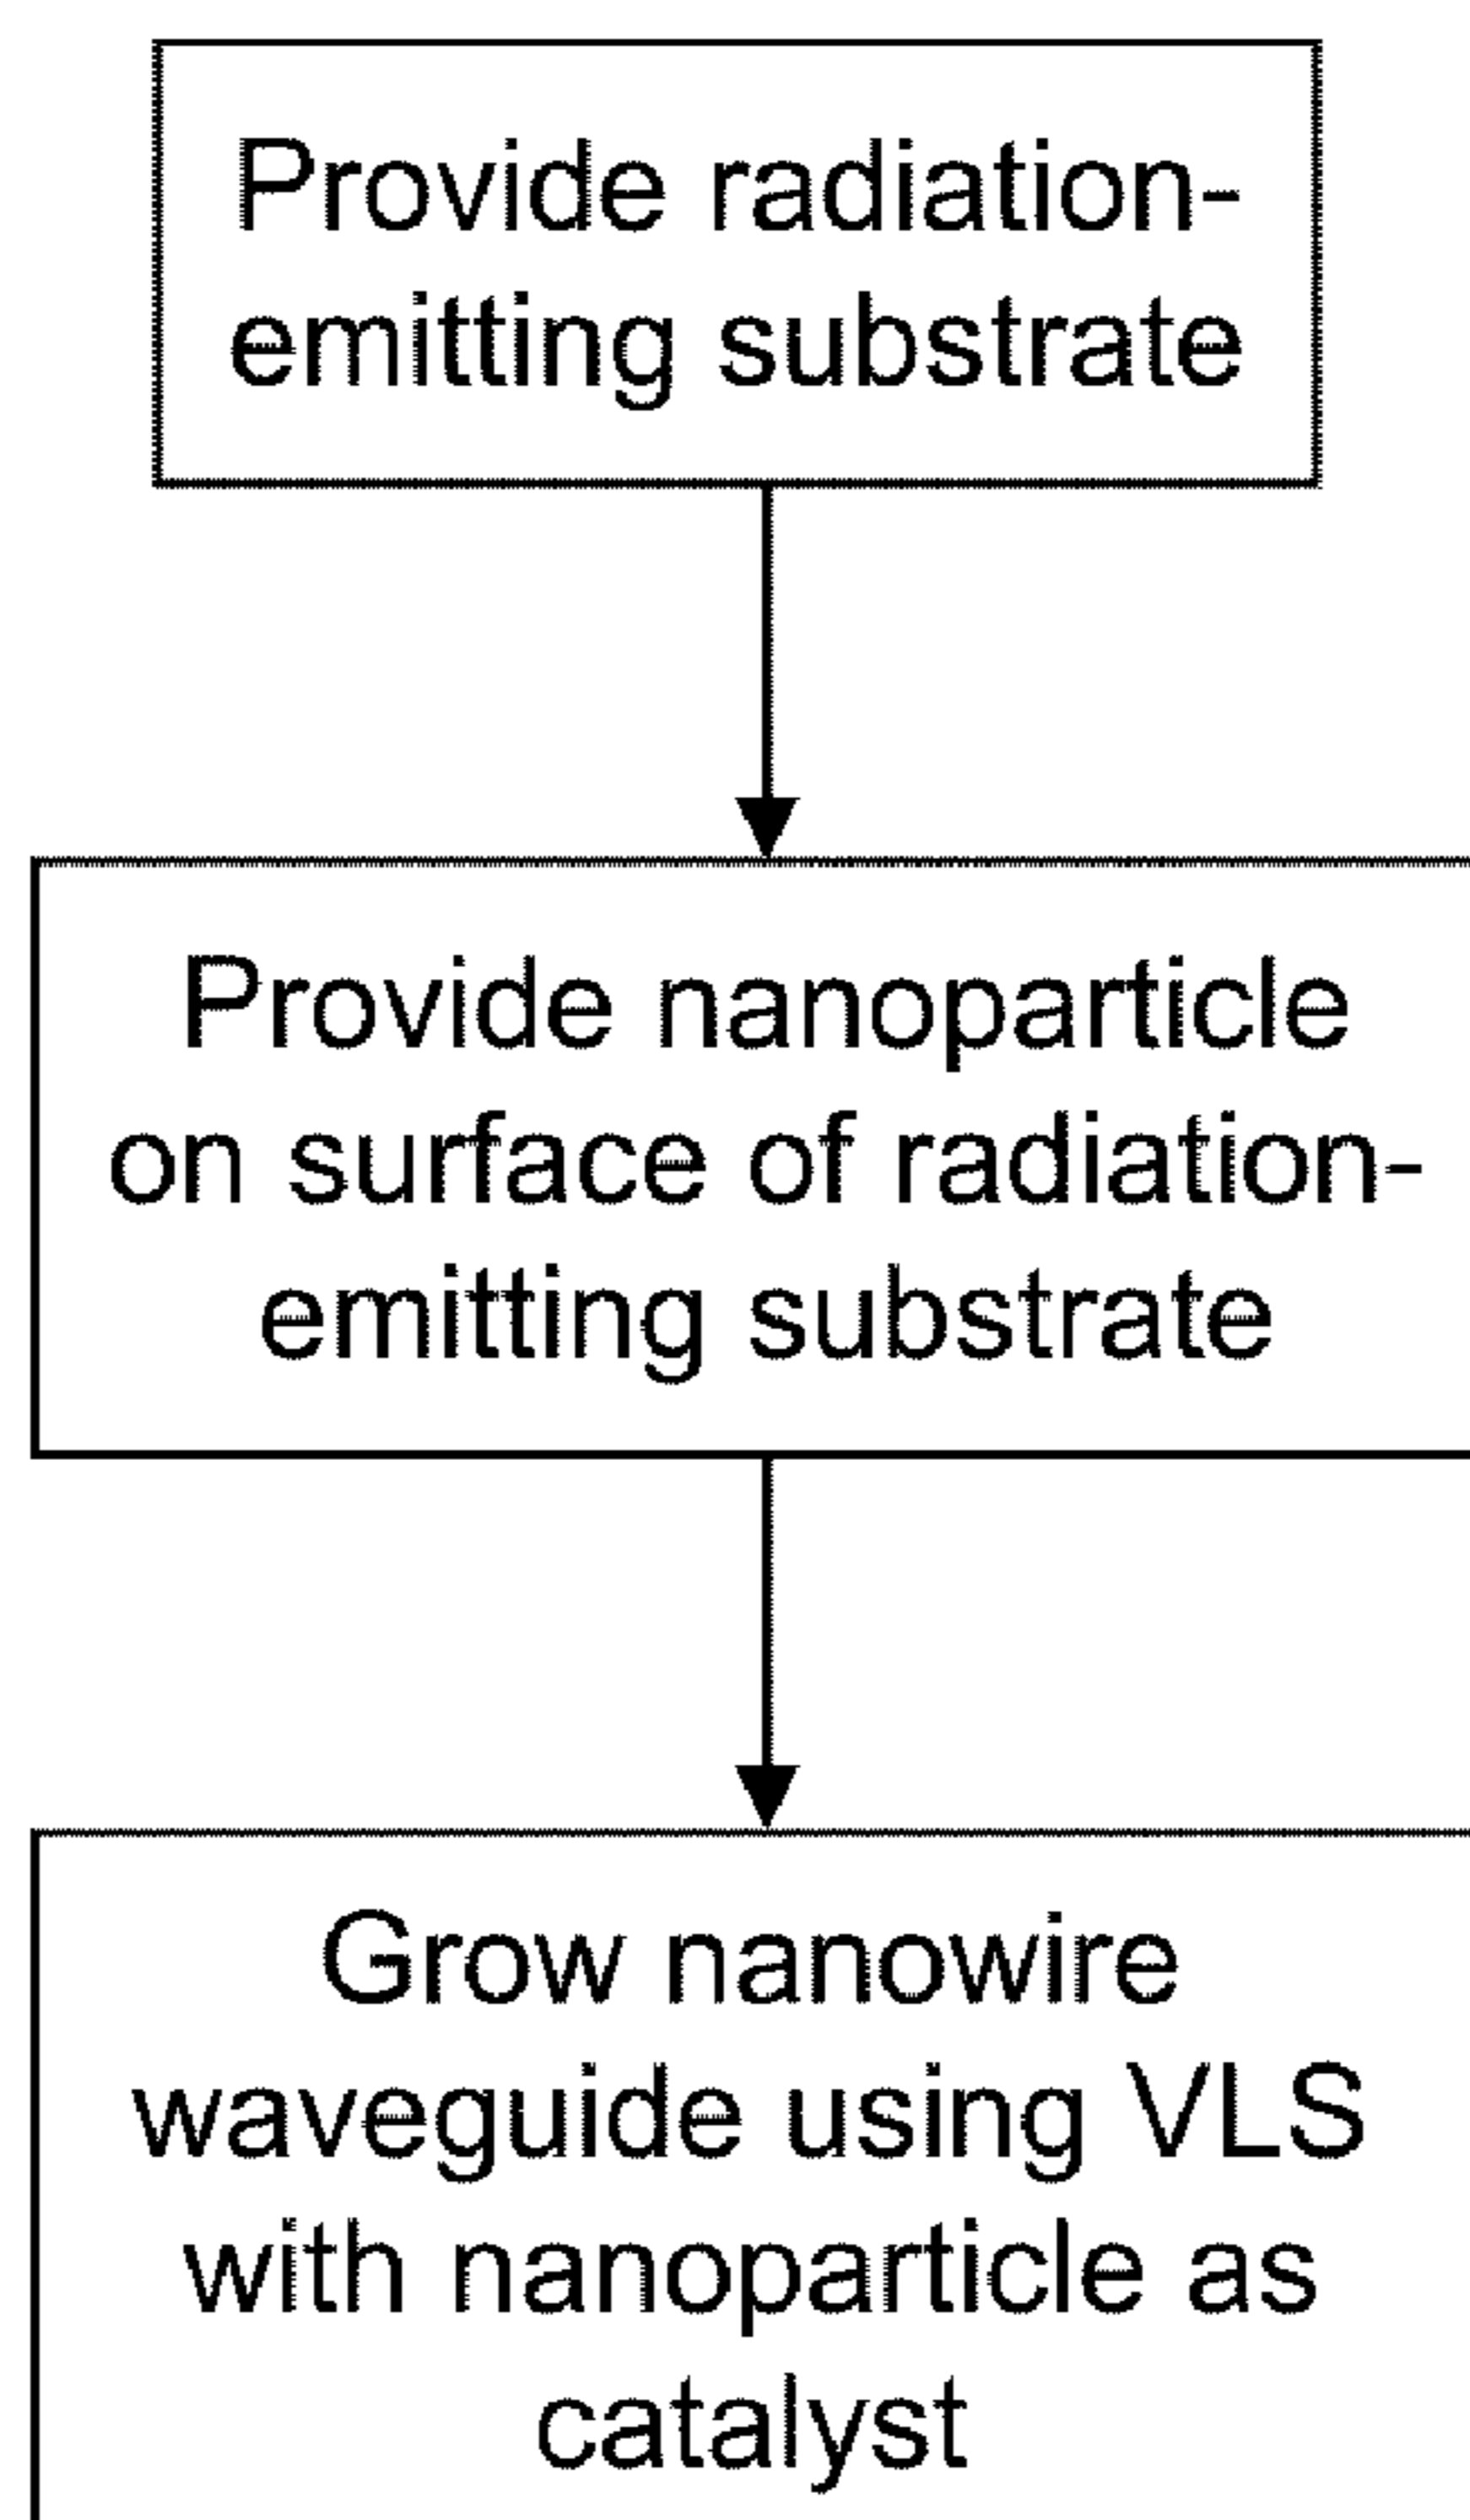 Provide radiation-
emitting substrate
Provide nanoparticle
on surface of radiation-
emitting substrate
Grow nanowire
waveguide using VLS
with nanoparticle as
catalyst